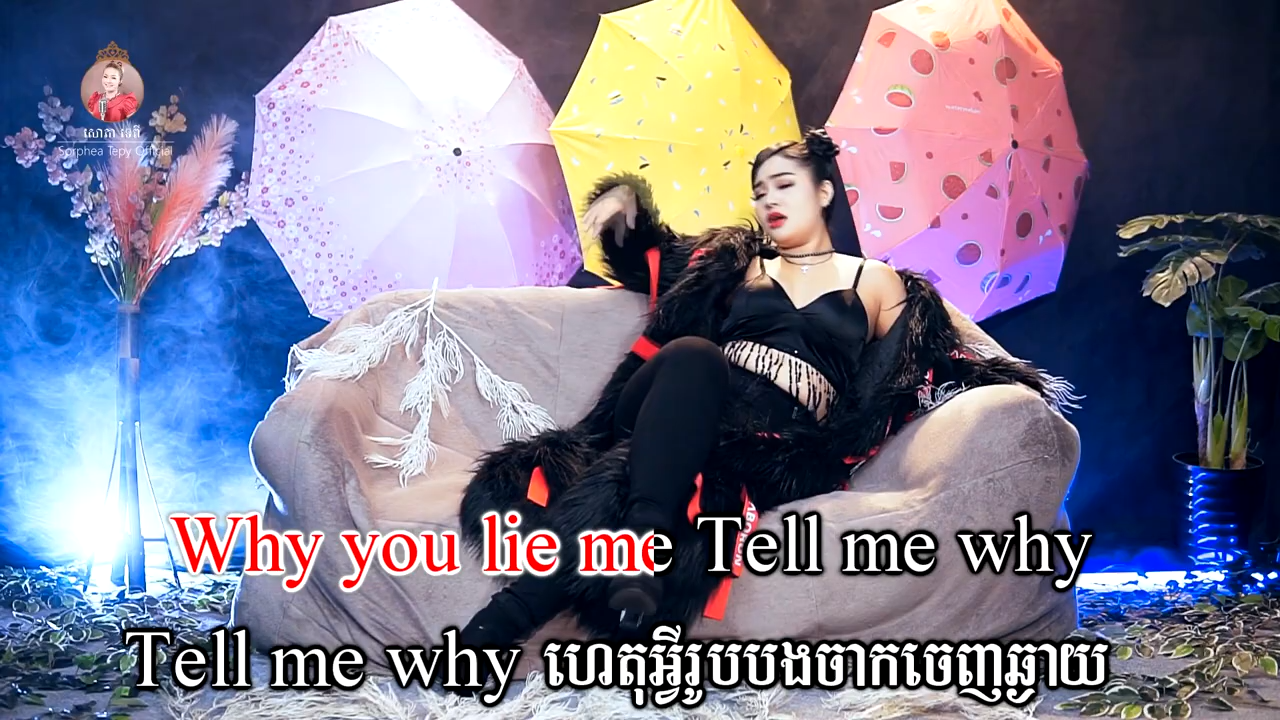 សោភា ទេពី
Sorphea Tepy Official
Why you lie me Tell me why
Tell me why ហេតុអ្វីរូបបងចាកចេញឆ្ងាយ